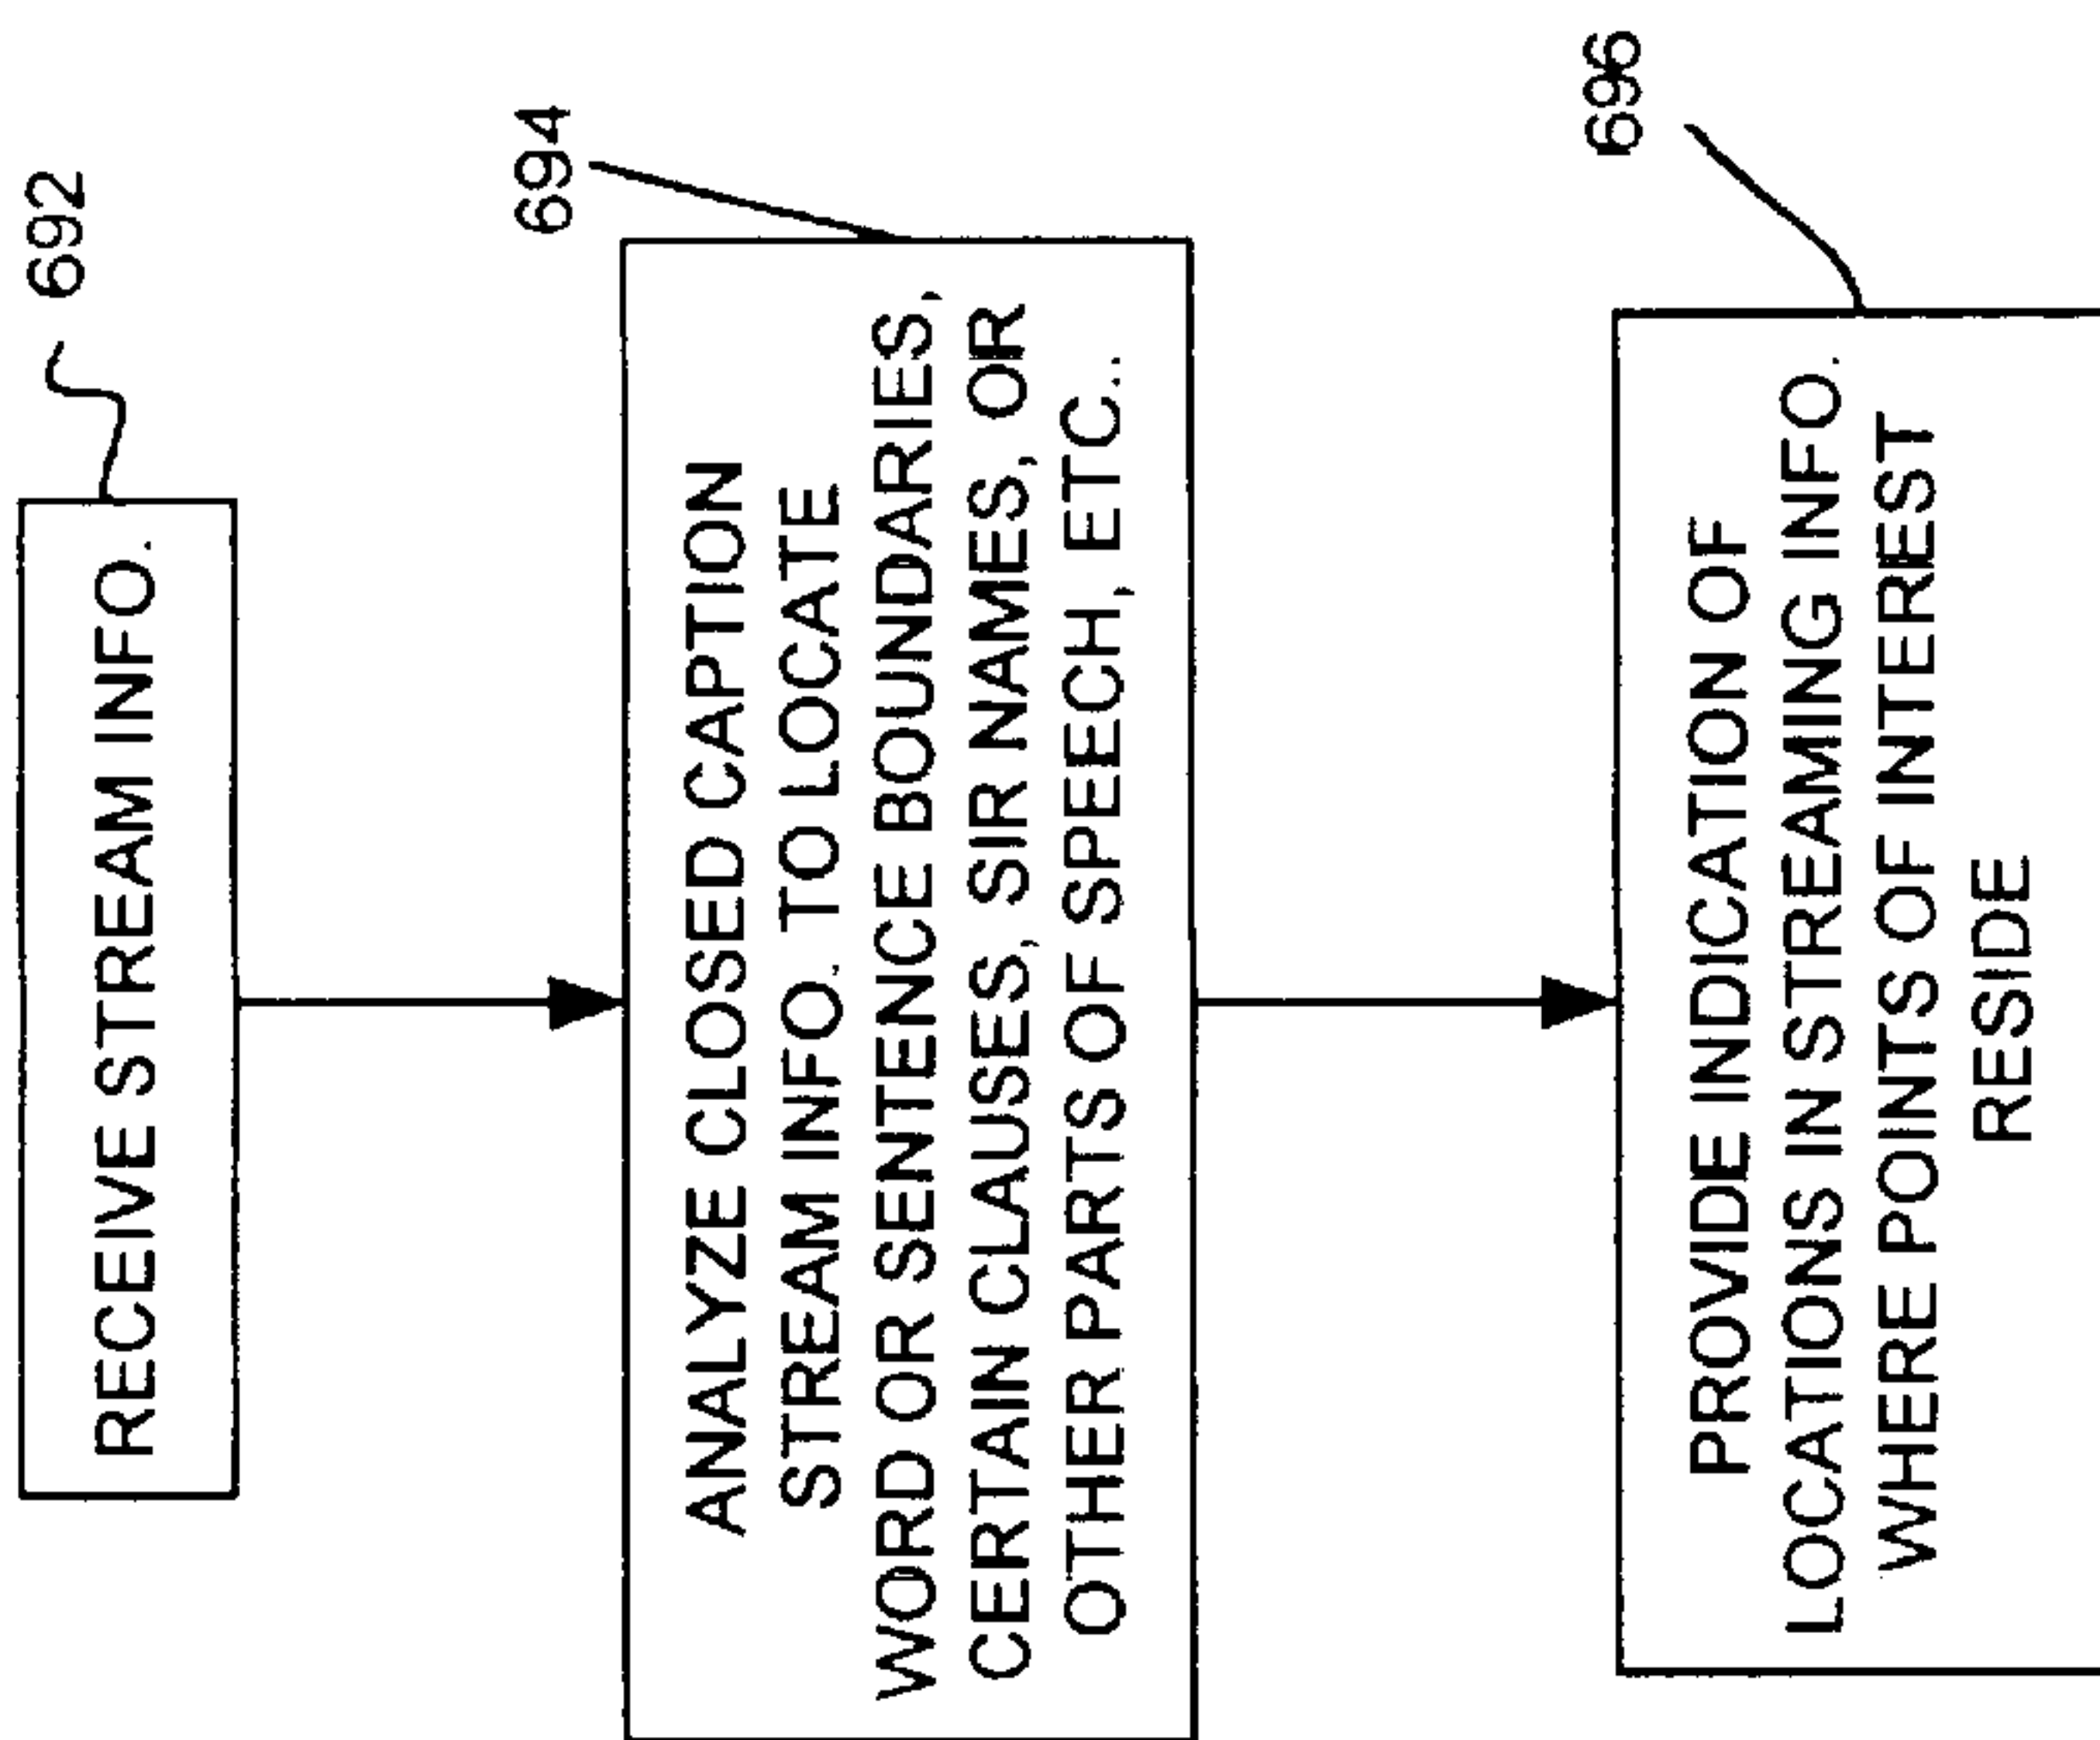 692
RECEIVE STREAM INFO.
694
ANALYZE CLOSED CAPTION
STREAM INFO. TO LOCATE
WORD OR SENTENCE BOUNDARIES,
CERTAIN CLAUSES, SIR NAMES, OR
OTHER PARTS OF SPEECH, ETC..
696
PROVIDE INDICATION OF
LOCATIONS IN STREAMING INFO.
WHERE POINTS OF INTEREST
RESIDE